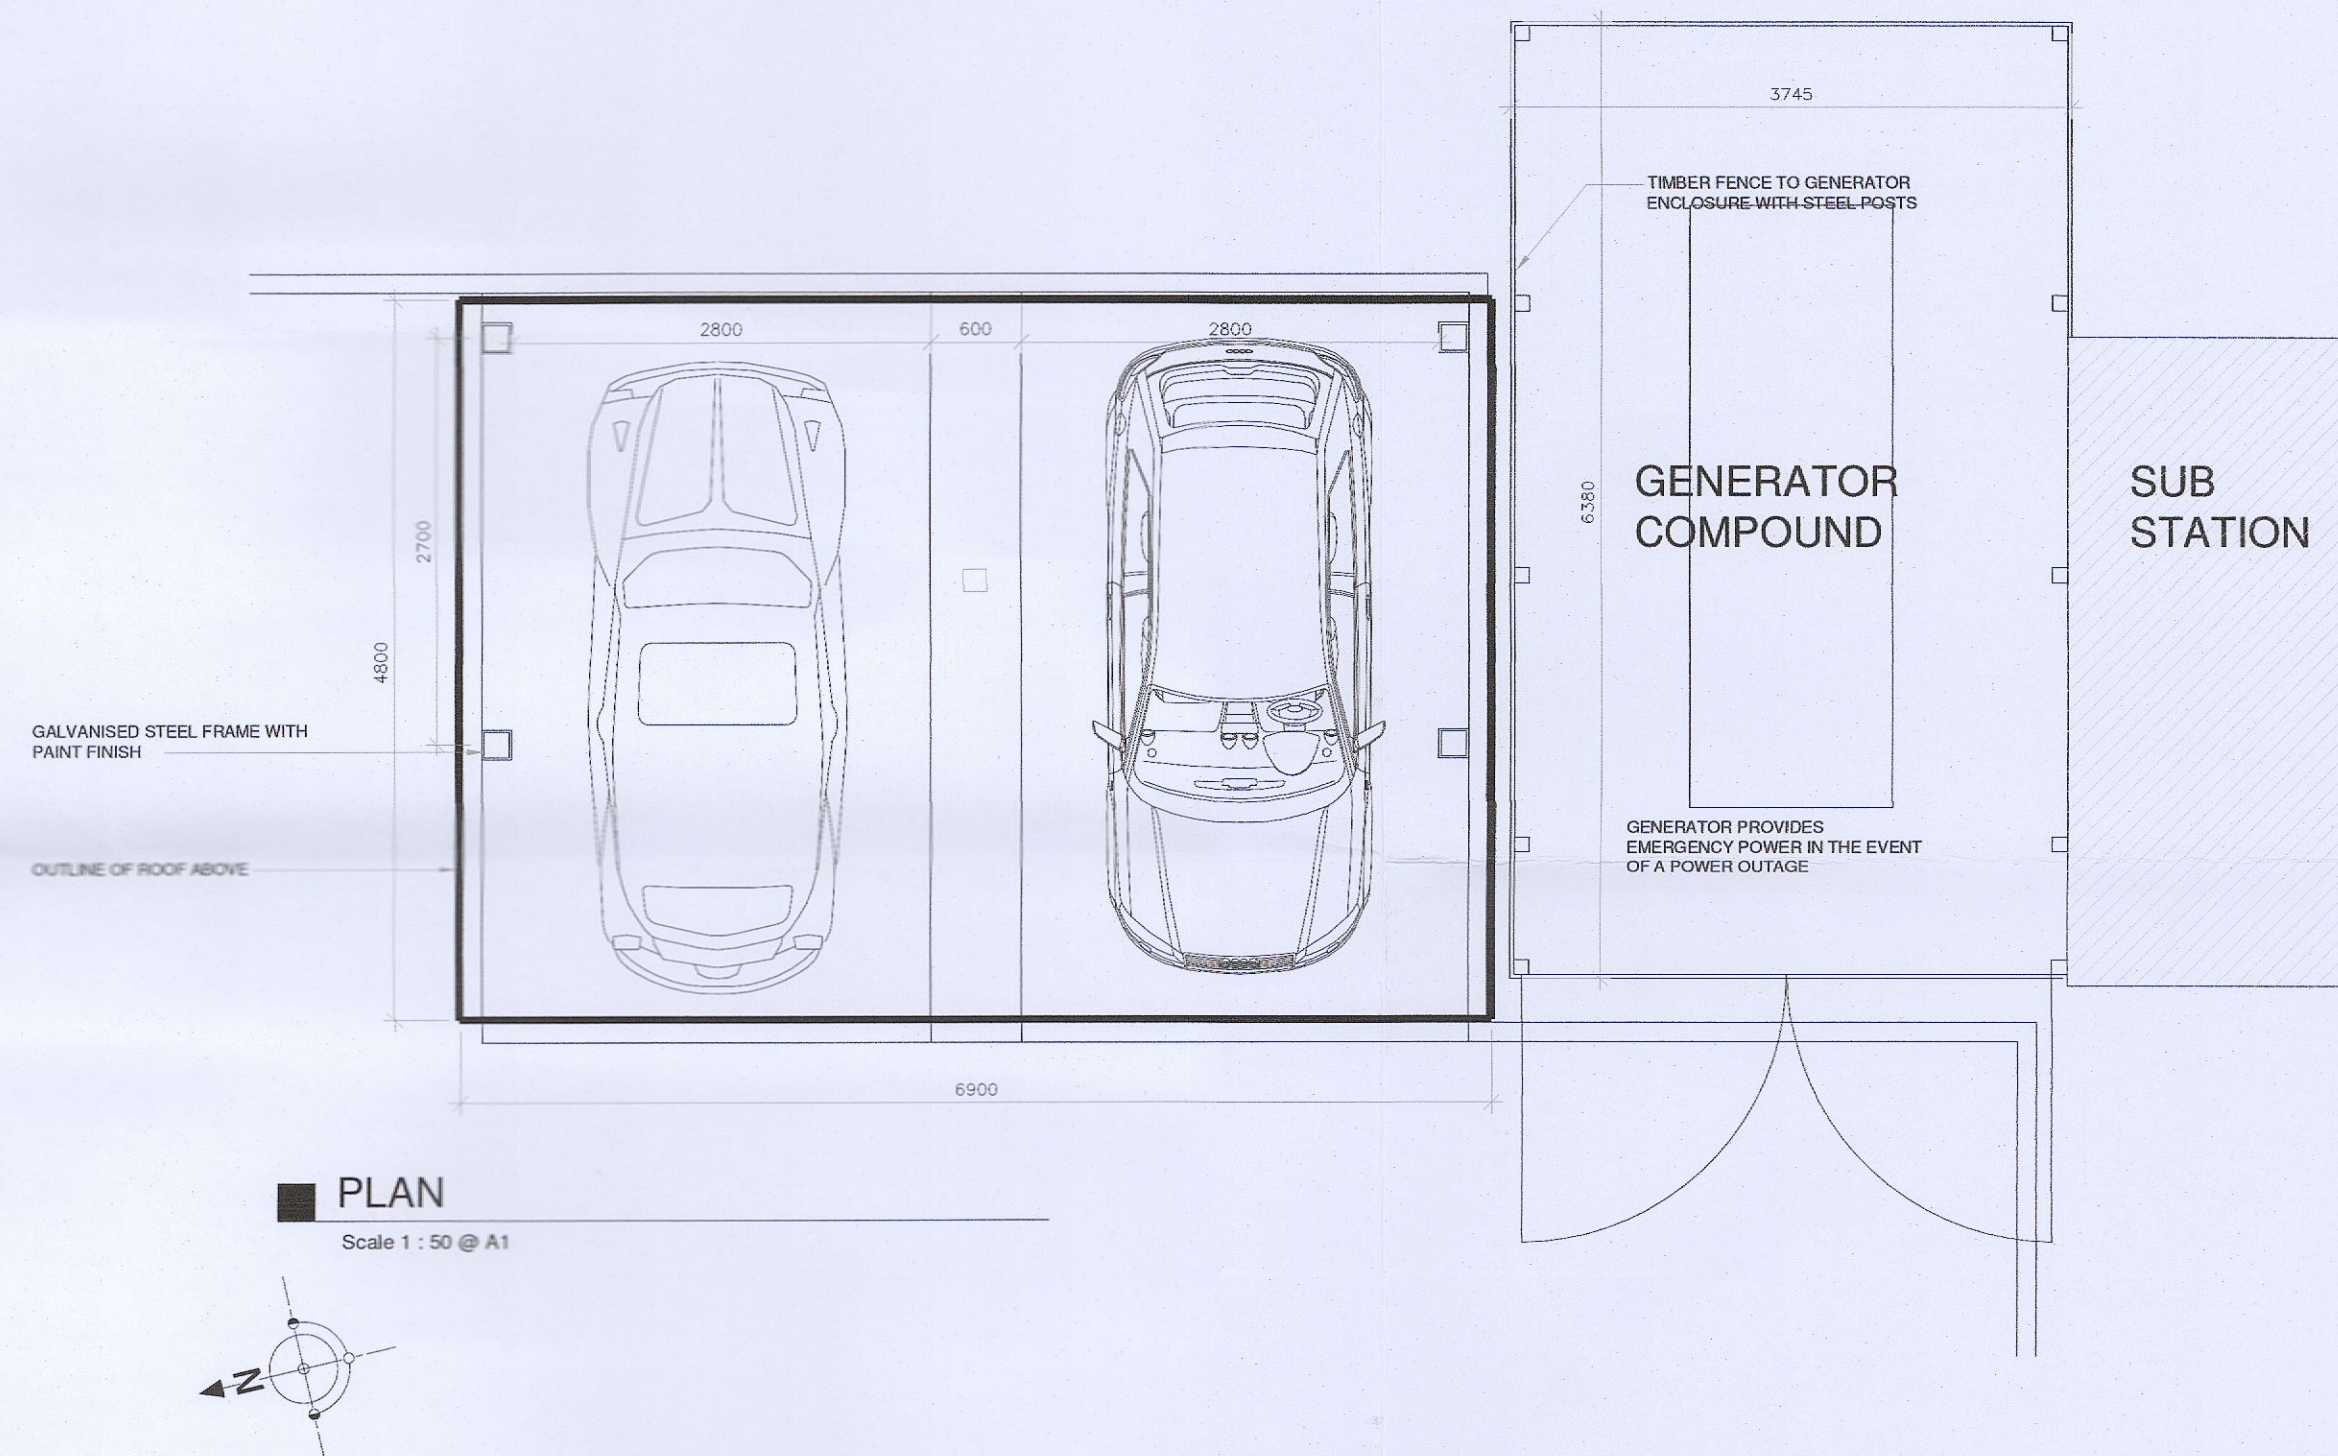 3745
TIMBER FENCE TO GENERATOR
ENCLOSURE WITH STEEL POSTS
2800
600
2800
2700
4800
6380
GENERATOR
COMPOUND
SUB
STATION
GALVANISED STEEL FRAME WITH
PAINT FINISH
OUTLINE OF ROOF ABOVE
GENERATOR PROVIDES
EMERGENCY POWER IN THE EVENT
OF A POWER OUTAGE
6900
PLAN
Scale 1 : 50 @ A1
N